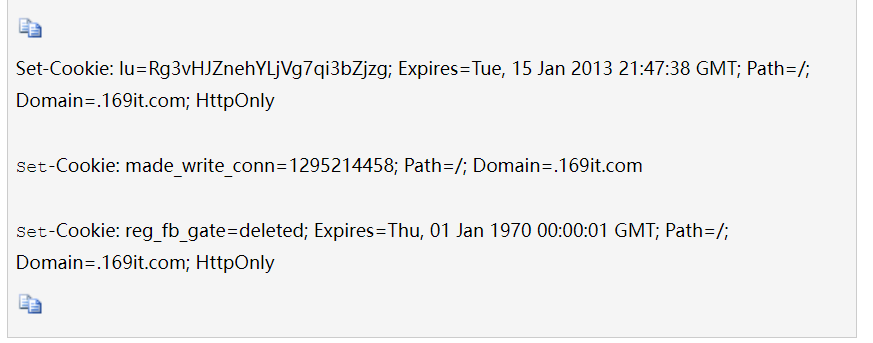 Set-Cookie: lu=Rg3vHJZnehYLjVg7qi3bZjzg; Expires=Tue, 15 Jan 2013 21:47:38 GMT; Path=/;
Domain=.169it.com; HttpOnly
Set-Cookie: made_write_conn=1295214458; Path=/; Domain=.169it.com
Set-Cookie: reg_fb_gate=deleted; Expires=Thu, 01 Jan 1970 00:00:01 GMT; Path=/;
Domain=.169it.com; HttpOnly